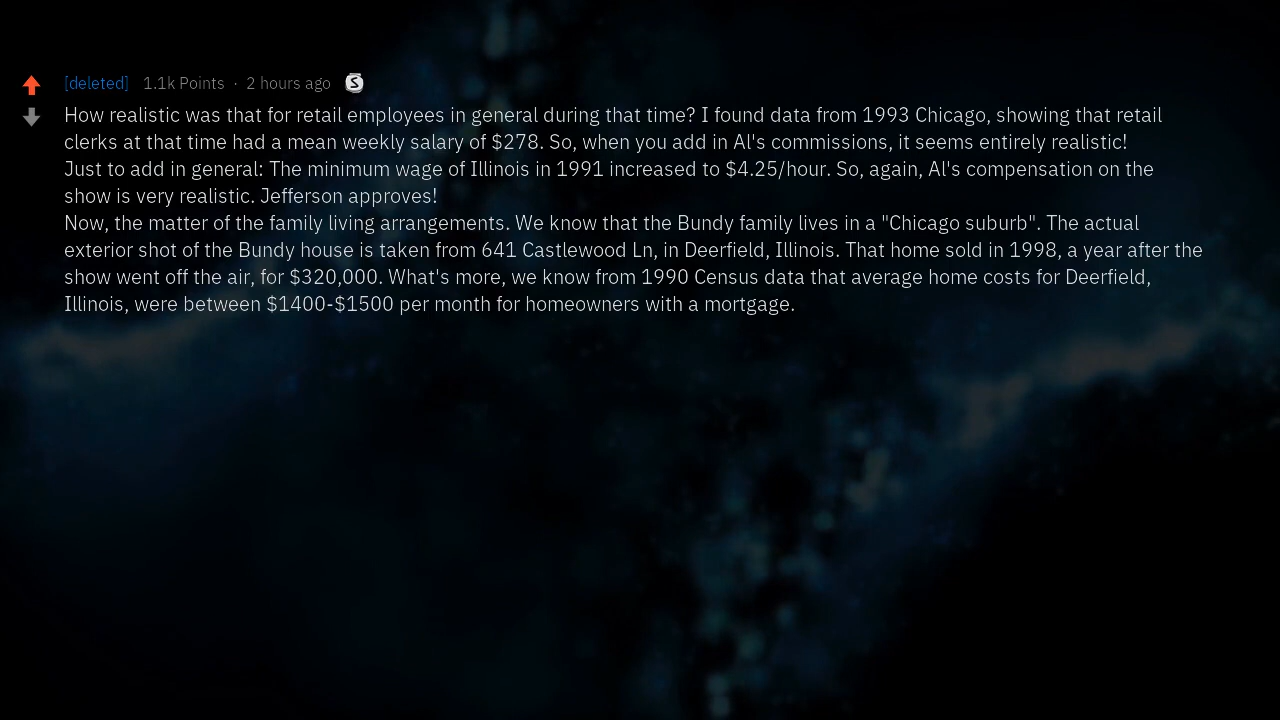 [deleted] 1.1k Points · 2 hours ago S
How realistic was that for retail employees in general during that time? I found data from 1993 Chicago, showing that retail
clerks at that time had a mean weekly salary of $278. So, when you add in Al's commissions, it seems entirely realistic!
Just to add in general: The minimum wage of Illinois in 1991 increased to $4.25/hour. So, again, Al's compensation on the
show is very realistic. Jefferson approves!
Now, the matter of the family living arrangements. We know that the Bundy family lives in a "Chicago suburb". The actual
exterior shot of the Bundy house is taken from 641 Castlewood Ln, in Deerfield, Illinois. That home sold in 1998, a year after the
show went off the air, for $320,000. What's more, we know from 1990 Census data that average home costs for Deerfield,
Illinois, were between $1400-$1500 per month for homeowners with a mortgage.